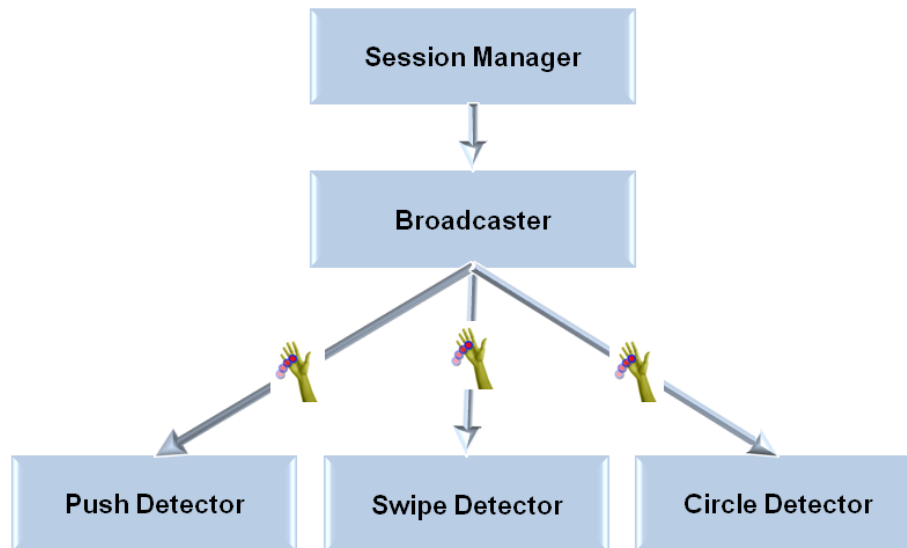 Session Manager
Broadcaster
Push Detector
Swipe Detector
Circle Detector